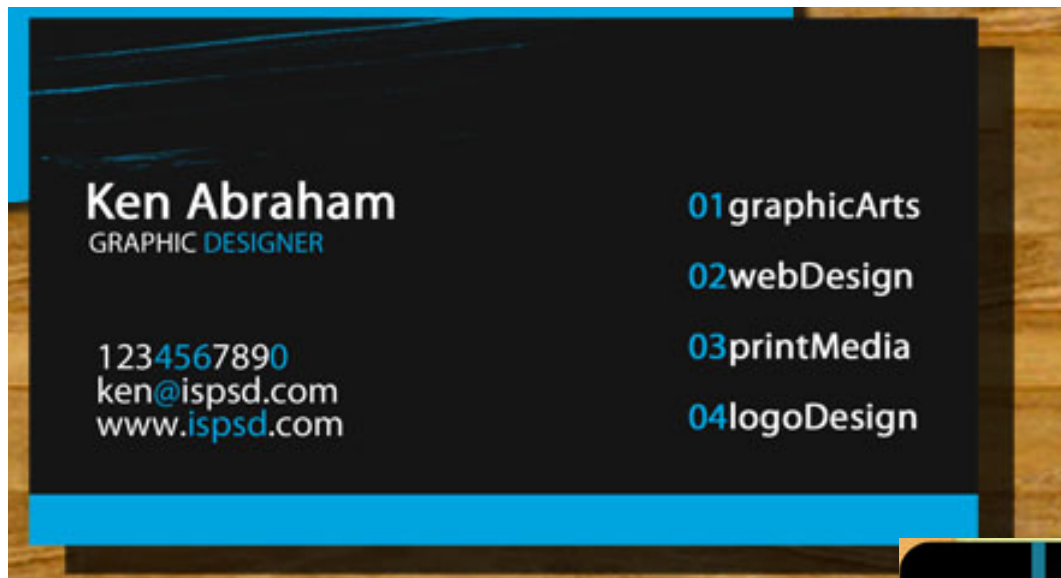 Ken Abraham
GRAPHIC DESIGNER
1234567890
ken@ispsd.com
www.ispsd.com
01graphicArts
02webDesign
03printMedia
04logoDesign